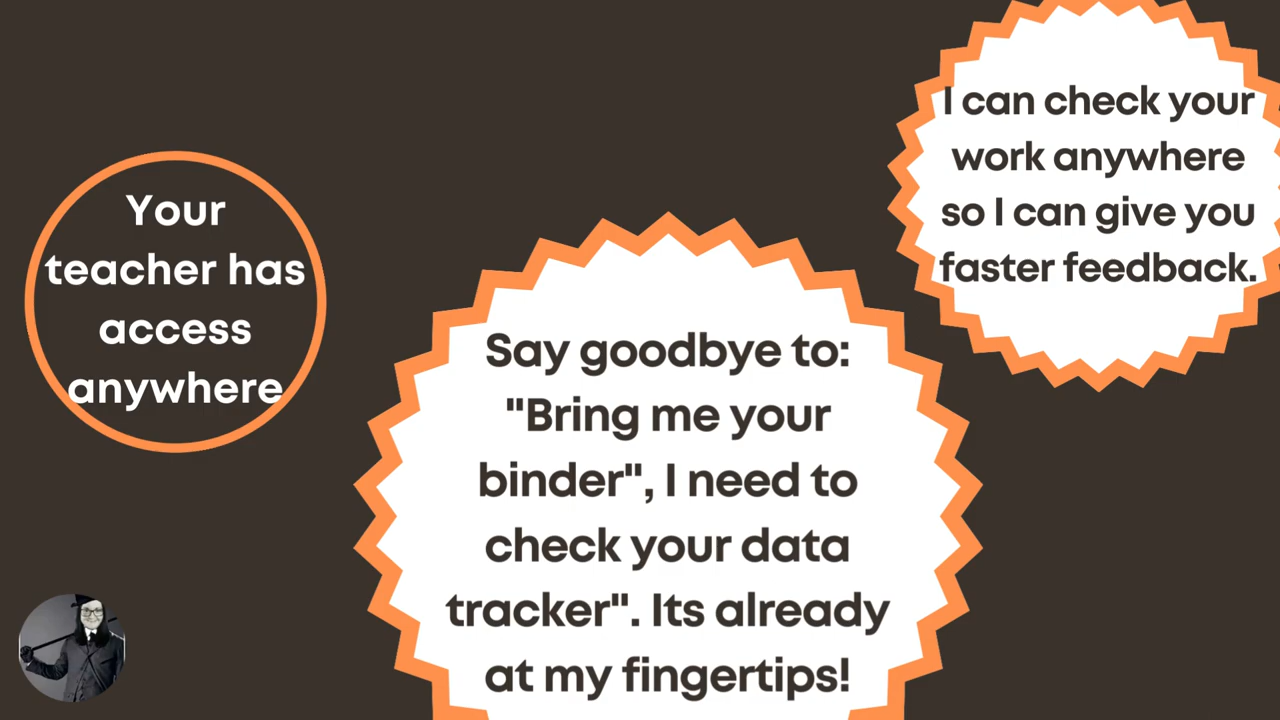 Your
teacher has
access
anywhere
Say goodbye to:
"Bring me your
binder", I need to
check your data
tracker". Its already
at my fingertips!
I can check your
work anywhere
so I can give you
faster feedback.